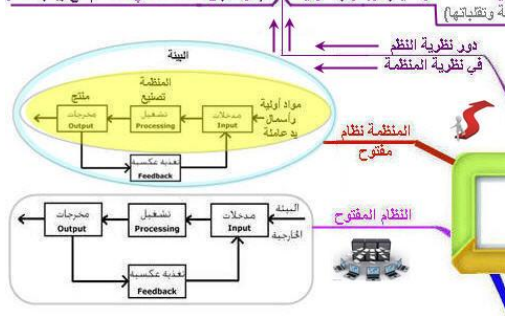 ة وتقلباتها)
دور نظرية النظم
في نظرية المنظمة
البيئة
المنظمة
تصنيع
منتج
مواد أولية
رأسمال
يد عاملة
مدخلات
Input
تشغيل
Processing
مخرجات
Output
تغذية عكسية
Feedback
المنظمة نظام
مفتوح
النظام المفتوح
البيئة
الخارجية
مدخلات
Input
تشغيل
Processing
مخرجات
Output
تغذية عكسية
Feedback